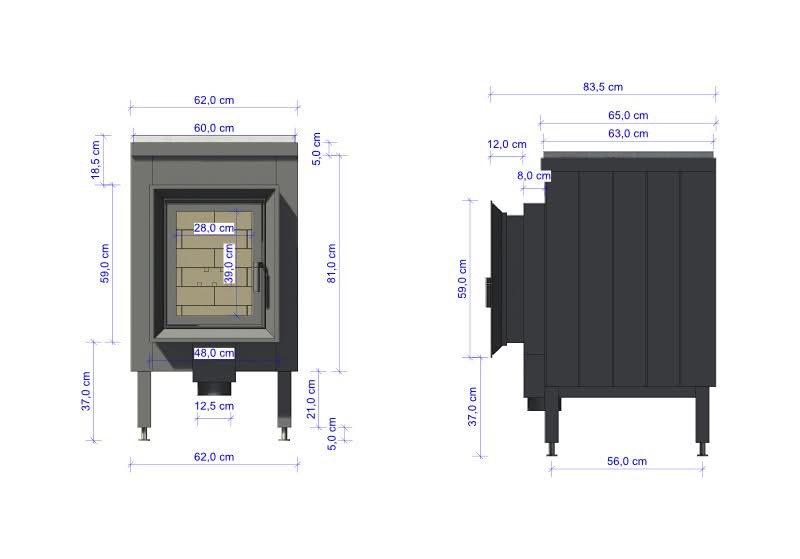 62,0 cm
60,0 cm
18,5 cm
5,0 cm
28,0 cm
39,0 cm
59,0 cm
81,0 cm
48,0 cm
37,0 cm
12,5 cm
21,0 cm
5,0 cm
62,0 cm
83,5 cm
65,0 cm
63,0 cm
12,0 cm
8,0 cm
59,0 cm
37,0 cm
56,0 cm